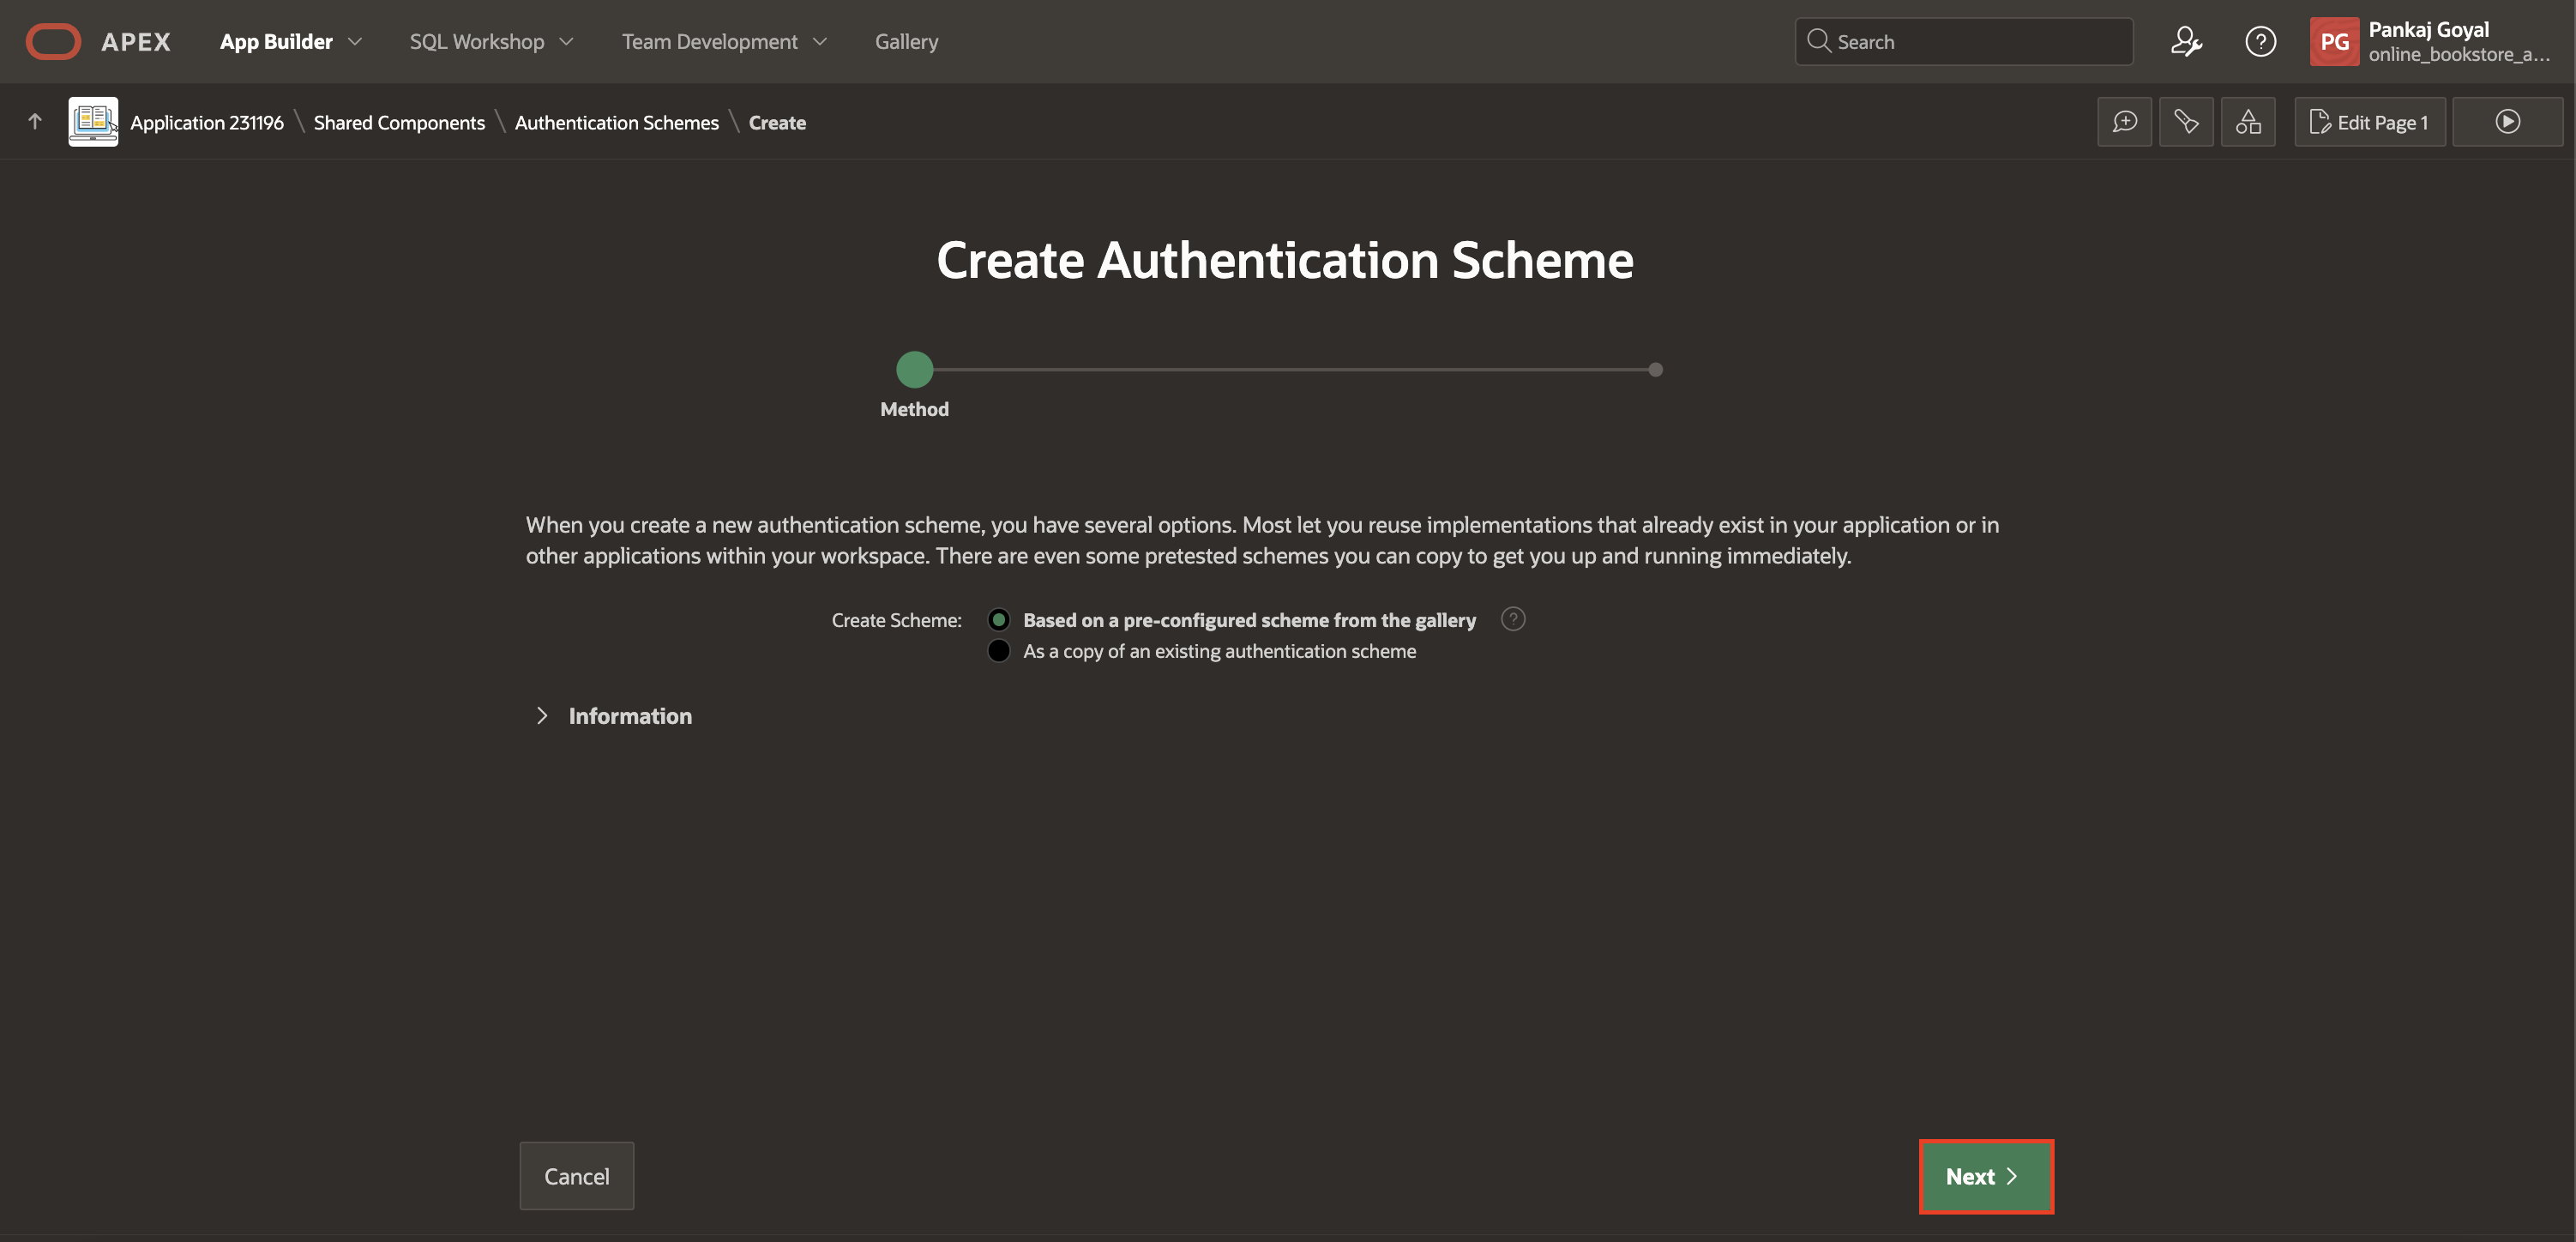 APEX App Builder SQL Workshop Team Development Gallery Search ? PG Pankaj Goyal
online_bookstore_a...
Application 231196 \ Shared Components \ Authentication Schemes \ Create Edit Page 1
Create Authentication Scheme
Method
When you create a new authentication scheme, you have several options. Most let you reuse implementations that already exist in your application or in
other applications within your workspace. There are even some pretested schemes you can copy to get you up and running immediately.
Create Scheme: Based on a pre-configured scheme from the gallery ?
As a copy of an existing authentication scheme
Information
Cancel Next